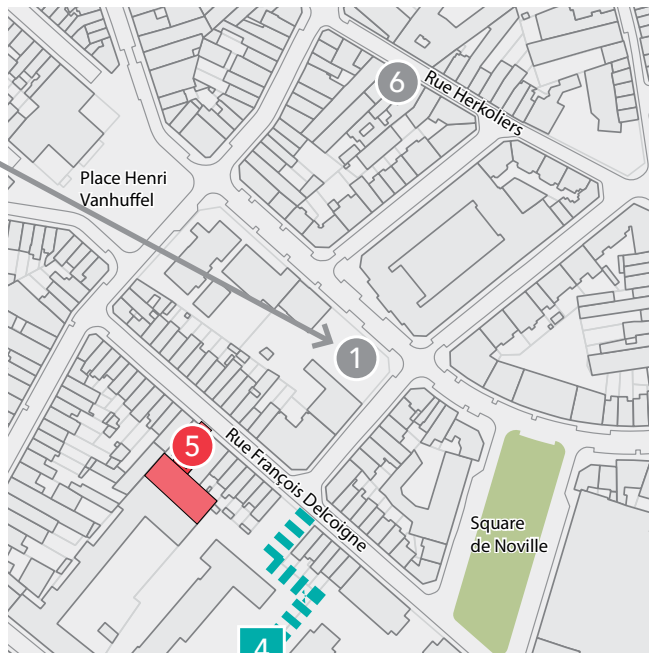 6
Rue Herkoliers
Place Henri
Vanhuffel
1
5
Rue François Delcoigne
Square
de Noville
4